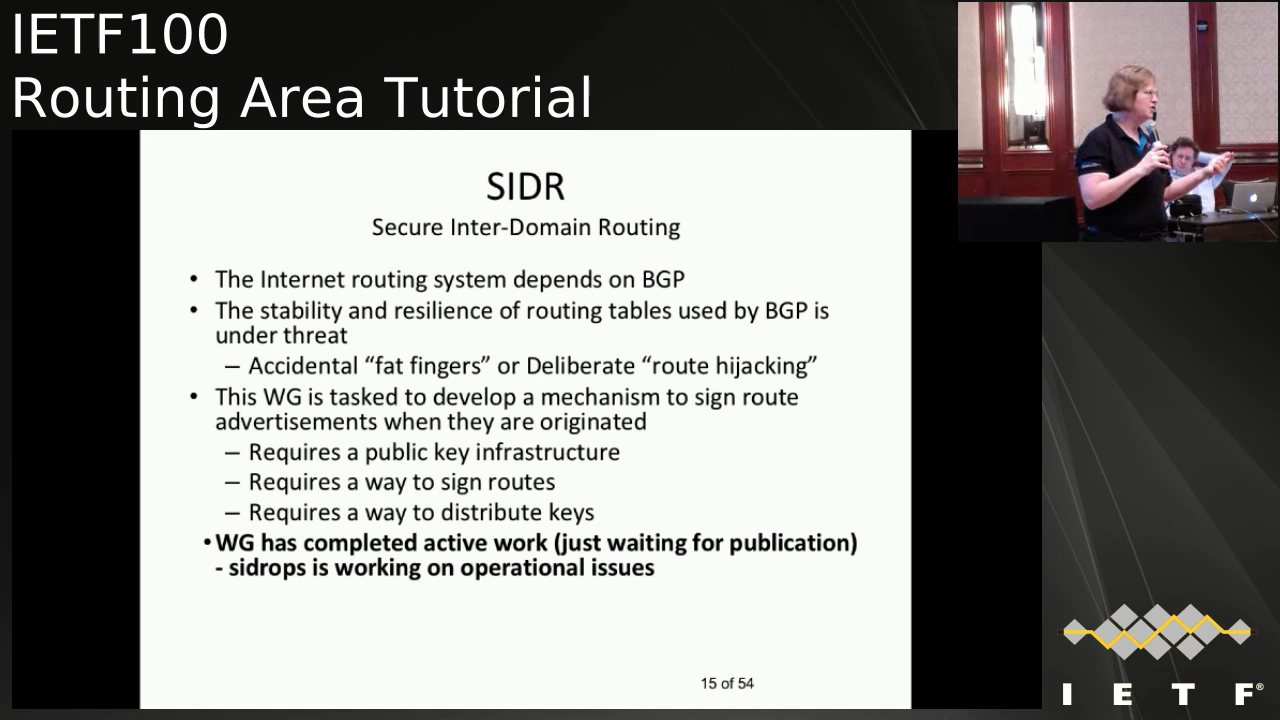 IETF100
Routing Area Tutorial
SIDR
Secure Inter-Domain Routing
• The Internet routing system depends on BGP
• The stability and resilience of routing tables used by BGP is
under threat
– Accidental “fat fingers” or Deliberate “route hijacking”
• This WG is tasked to develop a mechanism to sign route
advertisements when they are originated
– Requires a public key infrastructure
– Requires a way to sign routes
– Requires a way to distribute keys
• WG has completed active work (just waiting for publication)
- sidrops is working on operational issues
15 of 54
I E T F®